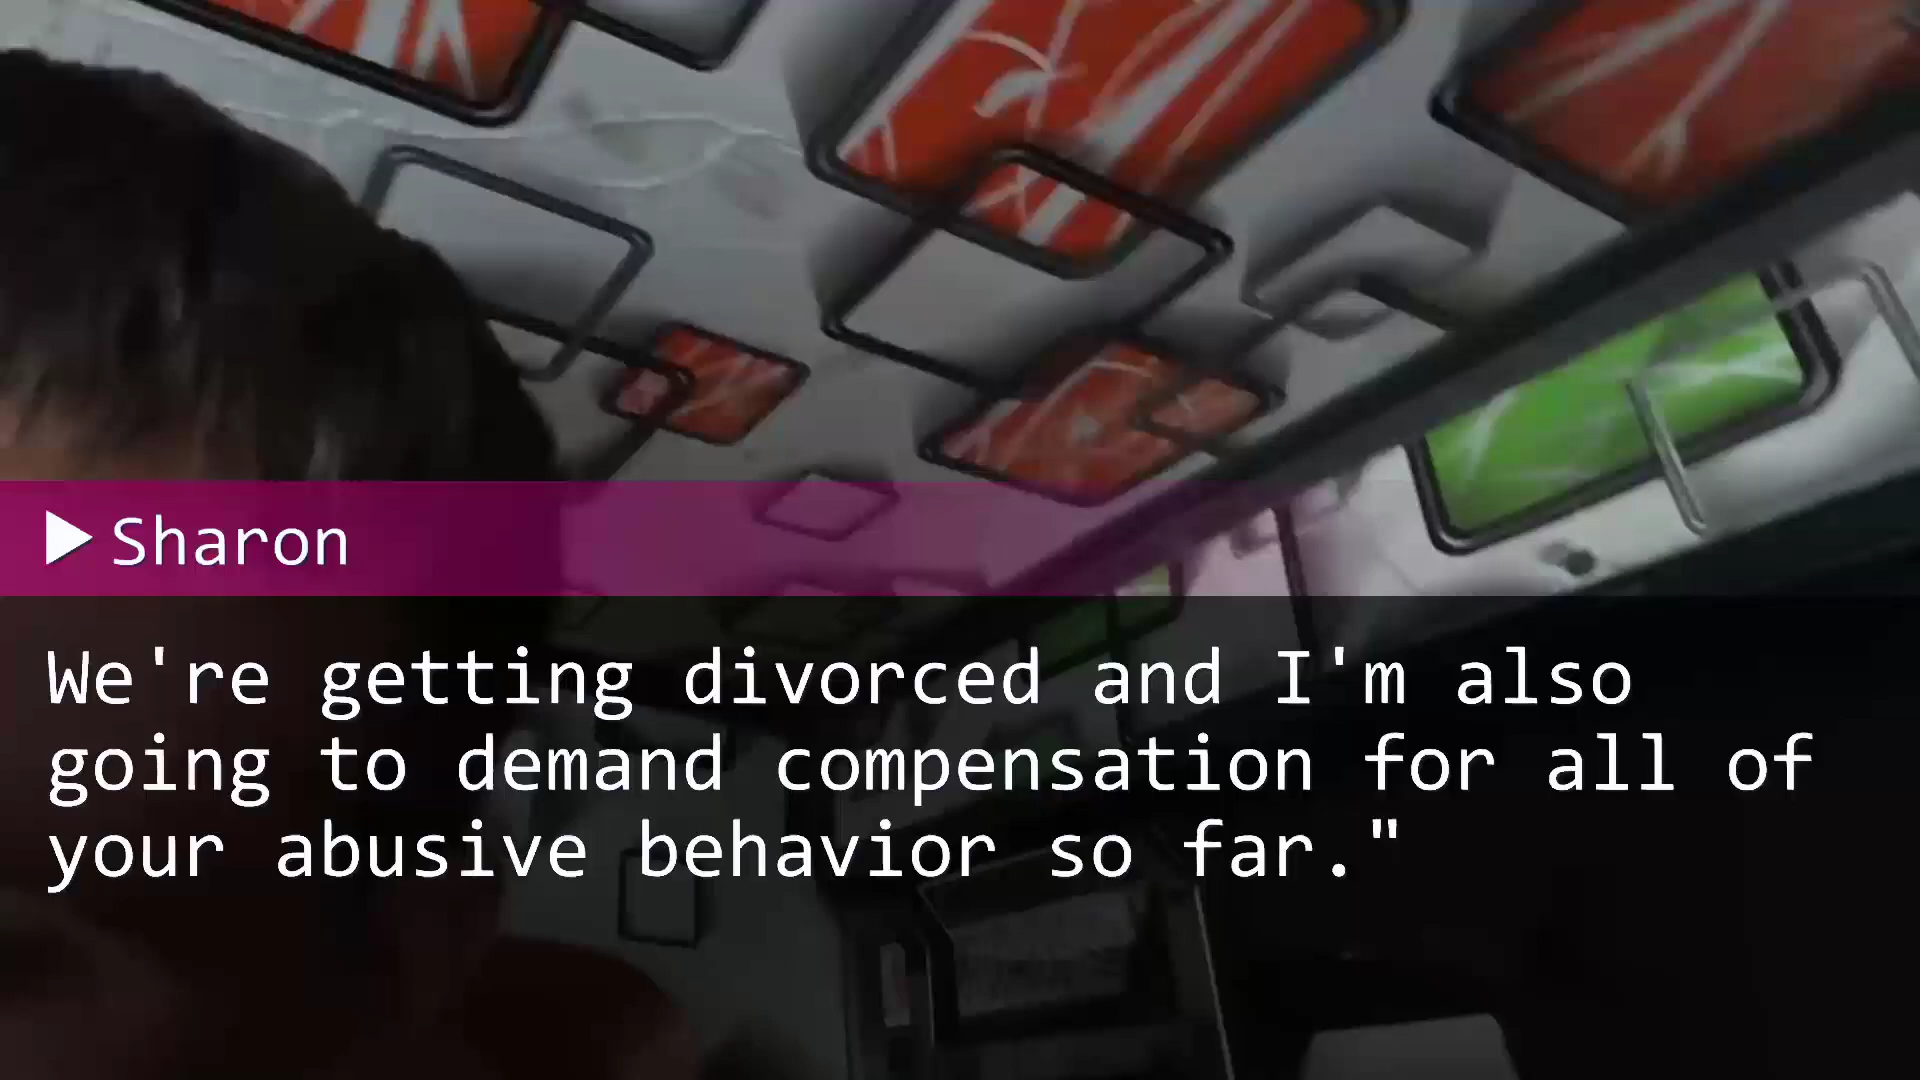 Sharon
We're getting divorced and I'm also
going to demand compensation for all of
your abusive behavior so far."